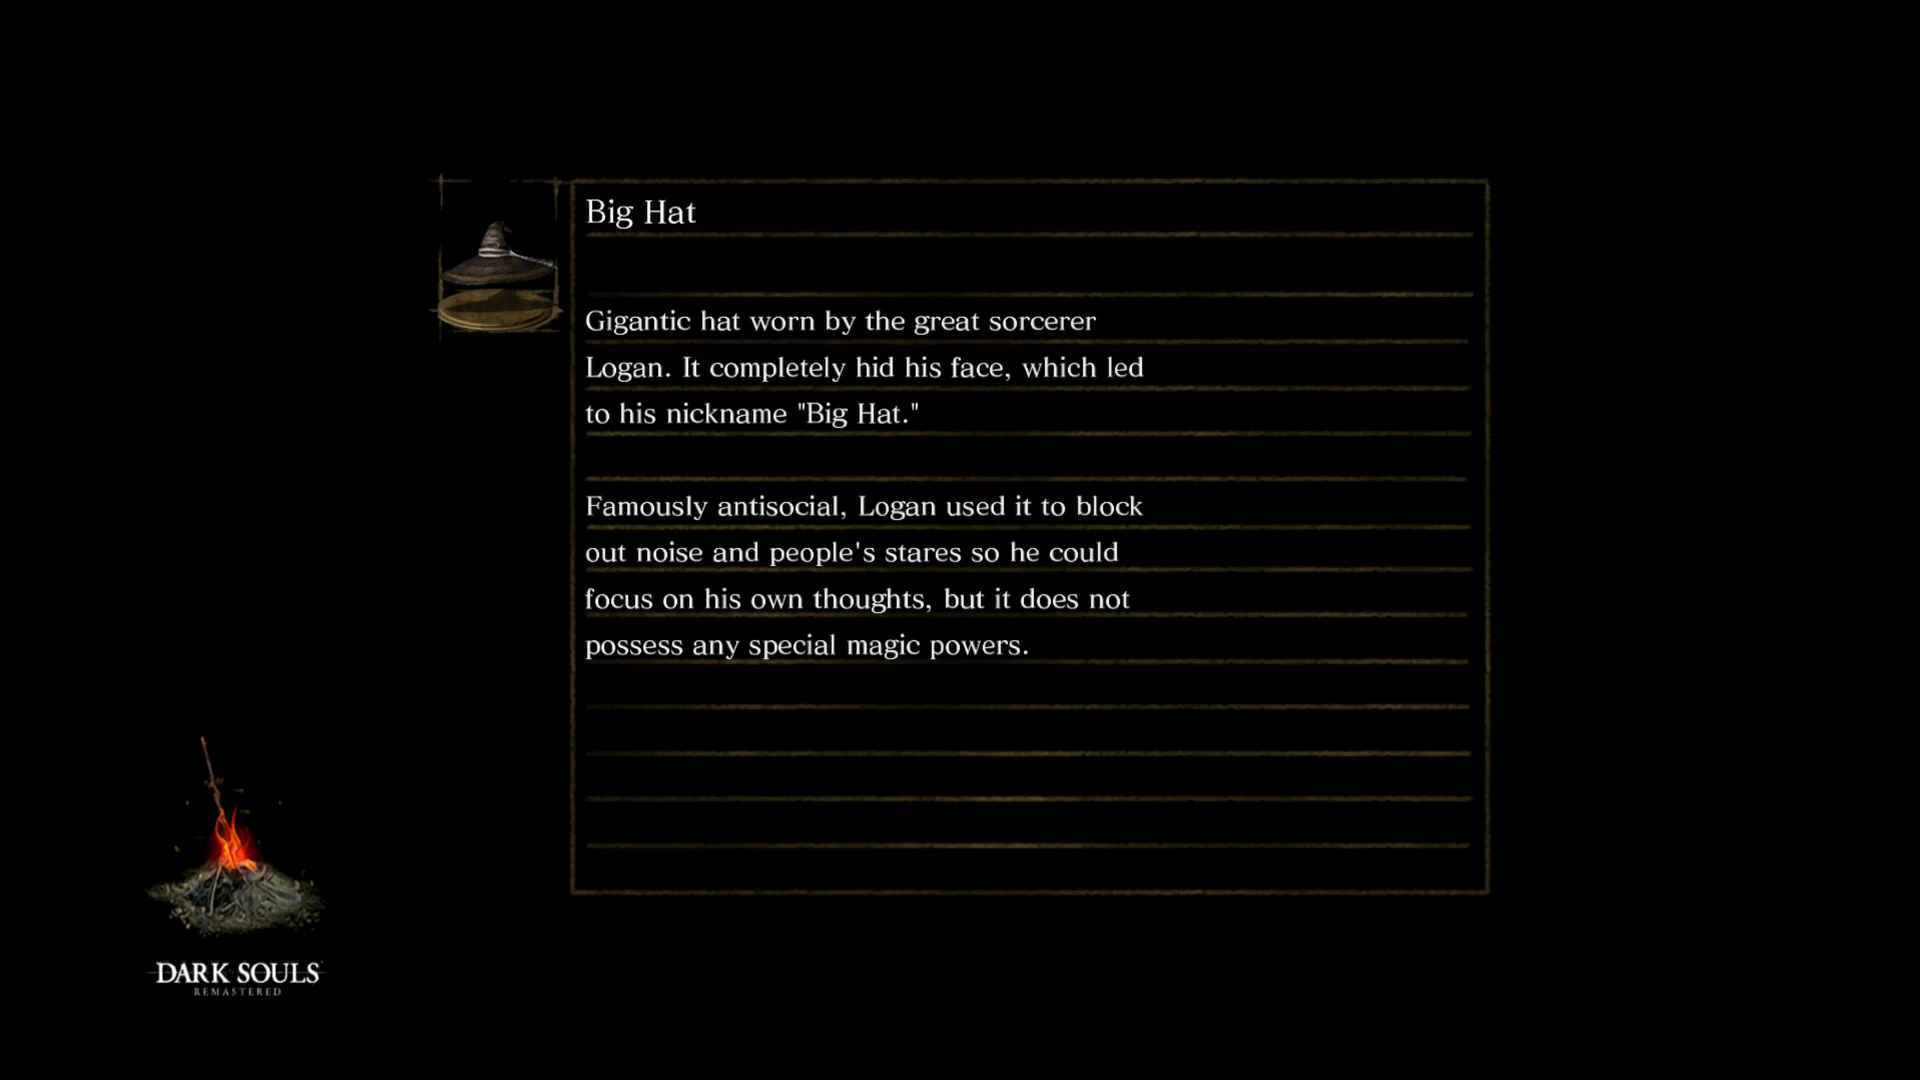 Big Hat
Gigantic hat worn by the great sorcerer
Logan. It completely hid his face, which led
to his nickname "Big Hat."
Famously antisocial, Logan used it to block
out noise and people's stares so he could
focus on his own thoughts, but it does not
possess any special magic powers.
DARK SOULS
REMASTERED